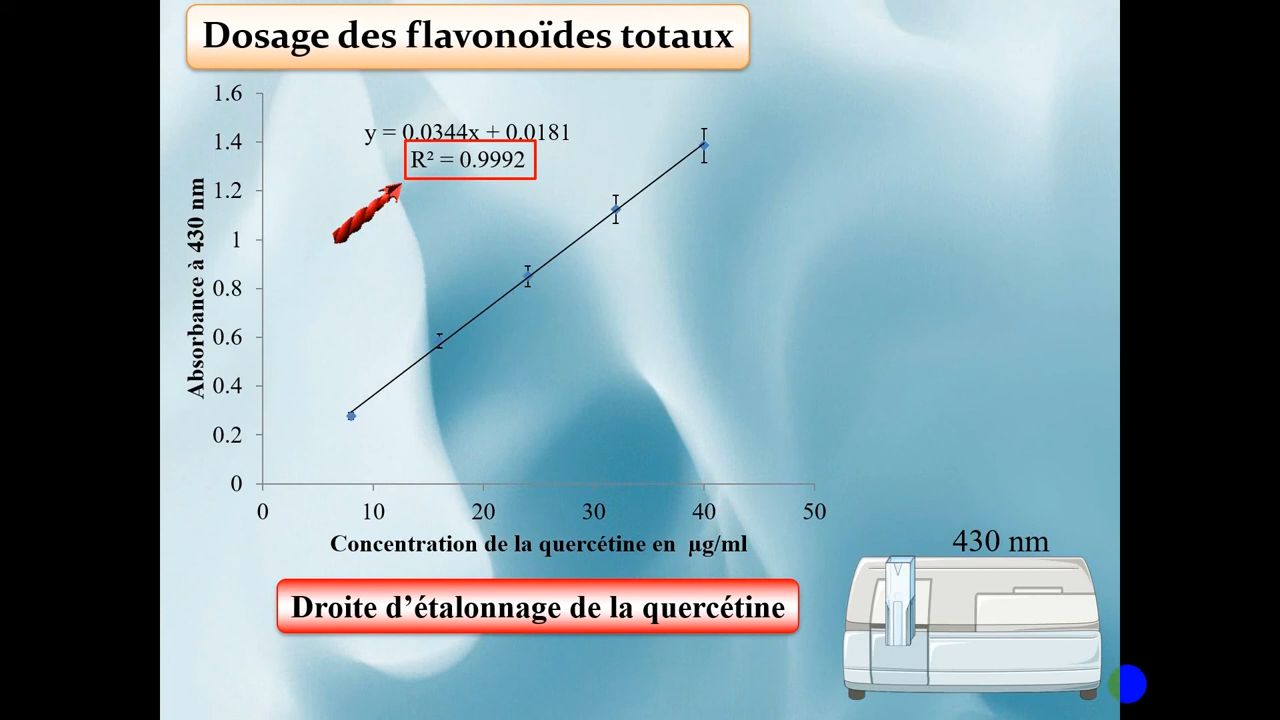 Dosage des flavonoïdes totaux
1.6
1.4
1.2
1
0.8
0.6
0.4
0.2
0
y = 0.0344x + 0.0181
R² = 0.9992
Absorbance à 430 nm
0 10 20 30 40 50
Concentration de la quercétine en µg/ml
430 nm
Droite d’étalonnage de la quercétine